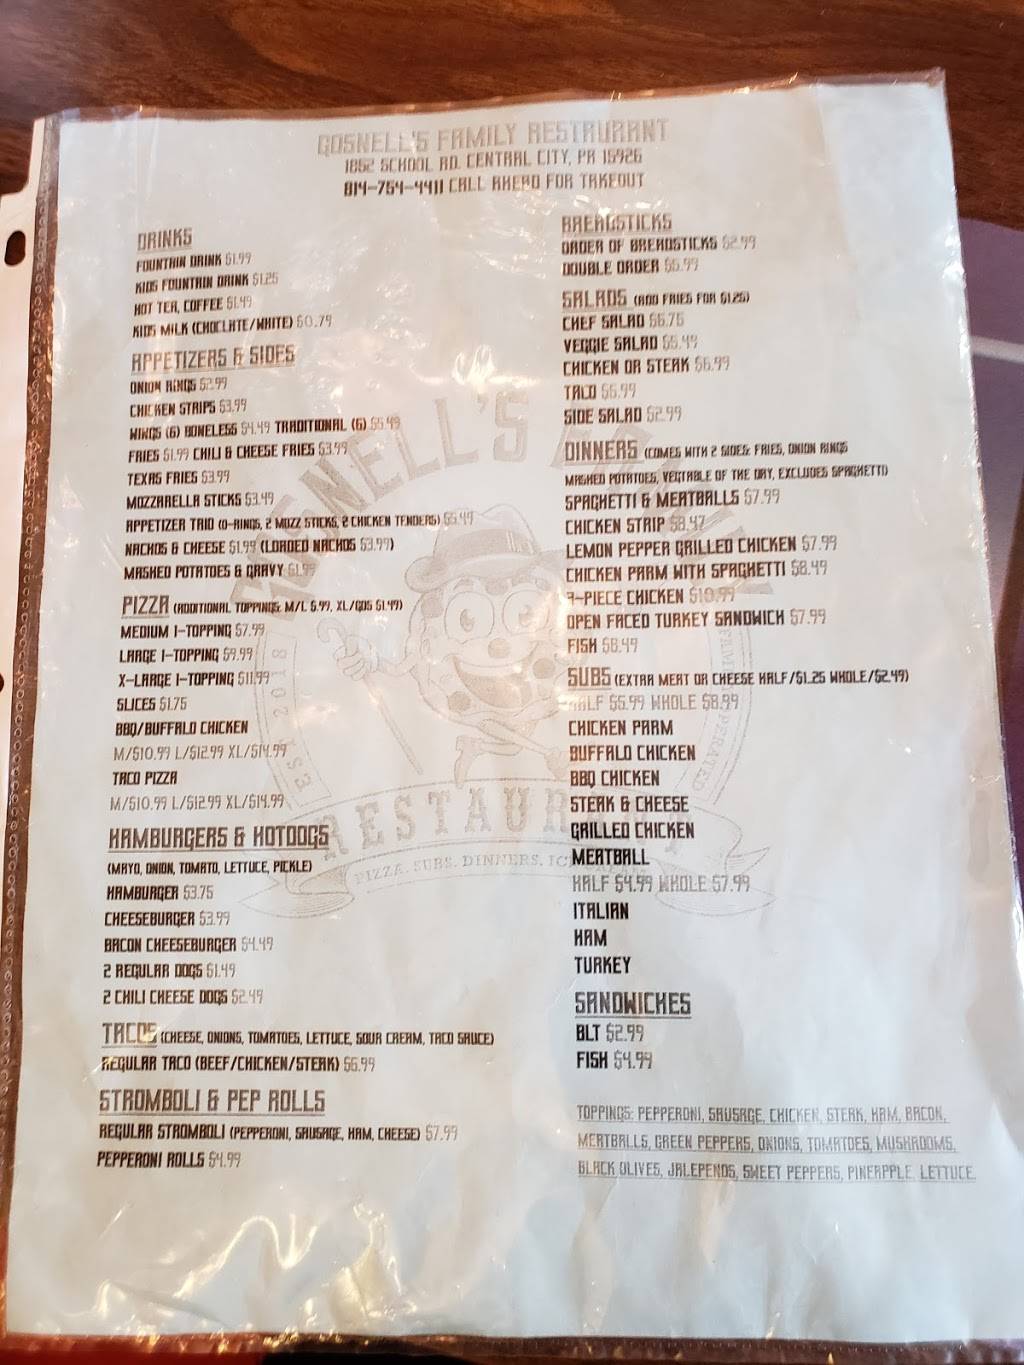 GOSNELL'S FAMILY RESTAURANT
1852 SCHOOL RD. CENTRAL CITY, PA 15926
814-754-4411 CALL AHEAD FOR TAKEOUT
DRINKS
FOUNTAIN DRINK $1.99
KIDS FOUNTAIN DRINK $1.25
HOT TEA, COFFEE $1.49
KIDS MILK (CHOCLATE/WHITE) $0.79
APPETIZERS & SIDES
ONION RINGS $2.99
CHICKEN STRIPS $3.99
WINGS (6) BONELESS $4.49 TRADITIONAL (6) $5.49
FRIES $1.99 CHILI & CHEESE FRIES $3.99
TEXAS FRIES $3.99
MOZZARELLA STICKS $3.49
APPETIZER TRIO (O-RINGS, 2 MOZZ STICKS, 2 CHICKEN TENDERS) $5.49
NACHOS & CHEESE $1.99 (LOADED NACHOS $3.99)
MASHED POTATOES & GRAVY $1.99
PIZZA (ADDITIONAL TOPPINGS: M/L $.99, XL/GOS $1.49)
MEDIUM 1-TOPPING $7.99
LARGE 1-TOPPING $9.99
X-LARGE 1-TOPPING $11.99
SLICES $1.75
BBQ/BUFFALO CHICKEN
M/$10.99 L/$12.99 XL/$14.99
TACO PIZZA
M/$10.99 L/$12.99 XL/$14.99
HAMBURGERS & HOTDOGS
(MAYO, ONION, TOMATO, LETTUCE, PICKLE)
HAMBURGER $3.75
CHEESEBURGER $3.99
BACON CHEESEBURGER $4.49
2 REGULAR DOGS $1.49
2 CHILI CHEESE DOGS $2.49
TACOS (CHEESE, ONIONS, TOMATOES, LETTUCE, SOUR CREAM, TACO SAUCE)
REGULAR TACO (BEEF/CHICKEN/STEAK) $5.99
STROMBOLI & PEP ROLLS
REGULAR STROMBOLI (PEPPERONI, SAUSAGE, HAM, CHEESE) $7.99
PEPPERONI ROLLS $4.99
BREADSTICKS
ORDER OF BREADSTICKS $2.99
DOUBLE ORDER $5.99
SALADS (ADD FRIES FOR $1.25)
CHEF SALAD $6.75
VEGGIE SALAD $5.49
CHICKEN OR STEAK $6.99
TACO $5.99
SIDE SALAD $2.99
DINNERS (COMES WITH 2 SIDES: FRIES, ONION RINGS
MASHED POTATOES, VEGTABLE OF THE DAY, EXCLUDES SPAGHETTI)
SPAGHETTI & MEATBALLS $7.99
CHICKEN STRIP $8.47
LEMON PEPPER GRILLED CHICKEN $7.99
CHICKEN PARM WITH SPAGHETTI $8.49
-PIECE CHICKEN $10.99
OPEN FACED TURKEY SANDWICH $7.99
FISH $8.49
SUBS (EXTRA MEAT OR CHEESE HALF/$1.25 WHOLE/$2.49)
HALF $5.99 WHOLE $8.99
CHICKEN PARM
BUFFALO CHICKEN
BBQ CHICKEN
STEAK & CHEESE
GRILLED CHICKEN
MEATBALL
HALF $4.99 WHOLE $7.99
ITALIAN
HAM
TURKEY
SANDWICHES
BLT $2.99
FISH $4.99
TOPPINGS: PEPPERONI, SAUSAGE, CHICKEN, STEAK, HAM, BACON,
MEATBALLS, GREEN PEPPERS, ONIONS, TOMATOES, MUSHROOMS,
BLACK OLIVES, JALEPENOS, SWEET PEPPERS, PINEAPPLE, LETTUCE
GOSNELL'S FAMILY
EST. 2018
OPERATED
RESTAURANT
PIZZA. SUBS. DINNERS. ICE CREAM